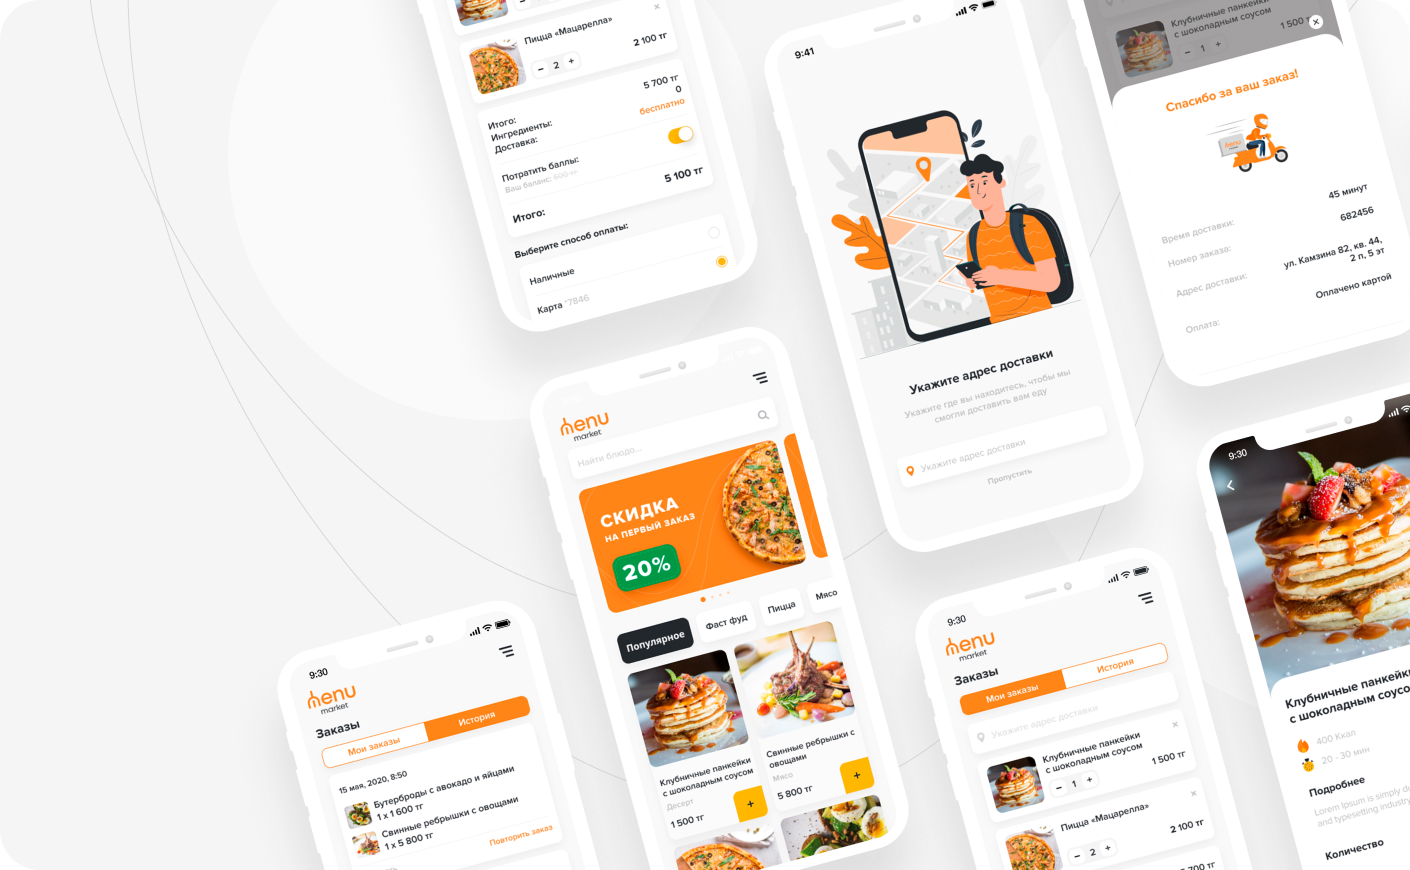 Пицца «Мацарелла»
2 100 тг
− 2 +
Итого:
5 700 тг
Ингредиенты:
0
Доставка:
бесплатно
Потратить баллы:
Ваш баланс: 600 тг
Итого:
5 100 тг
Выберите способ оплаты:
Наличные
Карта *7846
9:41
Укажите адрес доставки
Укажите где вы находитесь, чтобы мы
смогли доставить вам еду
Укажите адрес доставки
Пропустить
Клубничные панкейки
с шоколадным соусом
− 1 +
1 500 тг
Спасибо за ваш заказ!
menu
Время доставки:
45 минут
Номер заказа:
682456
Адрес доставки:
ул. Камзина 82, кв. 44,
2 п, 5 эт
Оплата:
Оплачено картой
menu
market
Найти блюдо...
СКИДКА
НА ПЕРВЫЙ ЗАКАЗ
20%
Популярное
Фаст фуд
Пицца
Мясо
Клубничные панкейки
с шоколадным соусом
Десерт
1 500 тг
+
Свинные ребрышки с
овощами
Мясо
5 800 тг
+
9:30
menu
market
Заказы
Мои заказы
История
15 мая, 2020, 8:50
Бутерброды с авокадо и яйцами
1 x 1 600 тг
Свинные ребрышки с овощами
1 x 5 800 тг
Повторить заказ
9:30
menu
market
Заказы
Мои заказы
История
Укажите адрес доставки
Клубничные панкейки
с шоколадным соусом
− 1 +
1 500 тг
Пицца «Мацарелла»
− 2 +
2 100 тг
700 тг
9:30
Клубничные панкейки
с шоколадным соусо
400 Ккал
20 - 30 мин
Подробнее
Lorem Ipsum is simply du
and typesetting industry
Количество